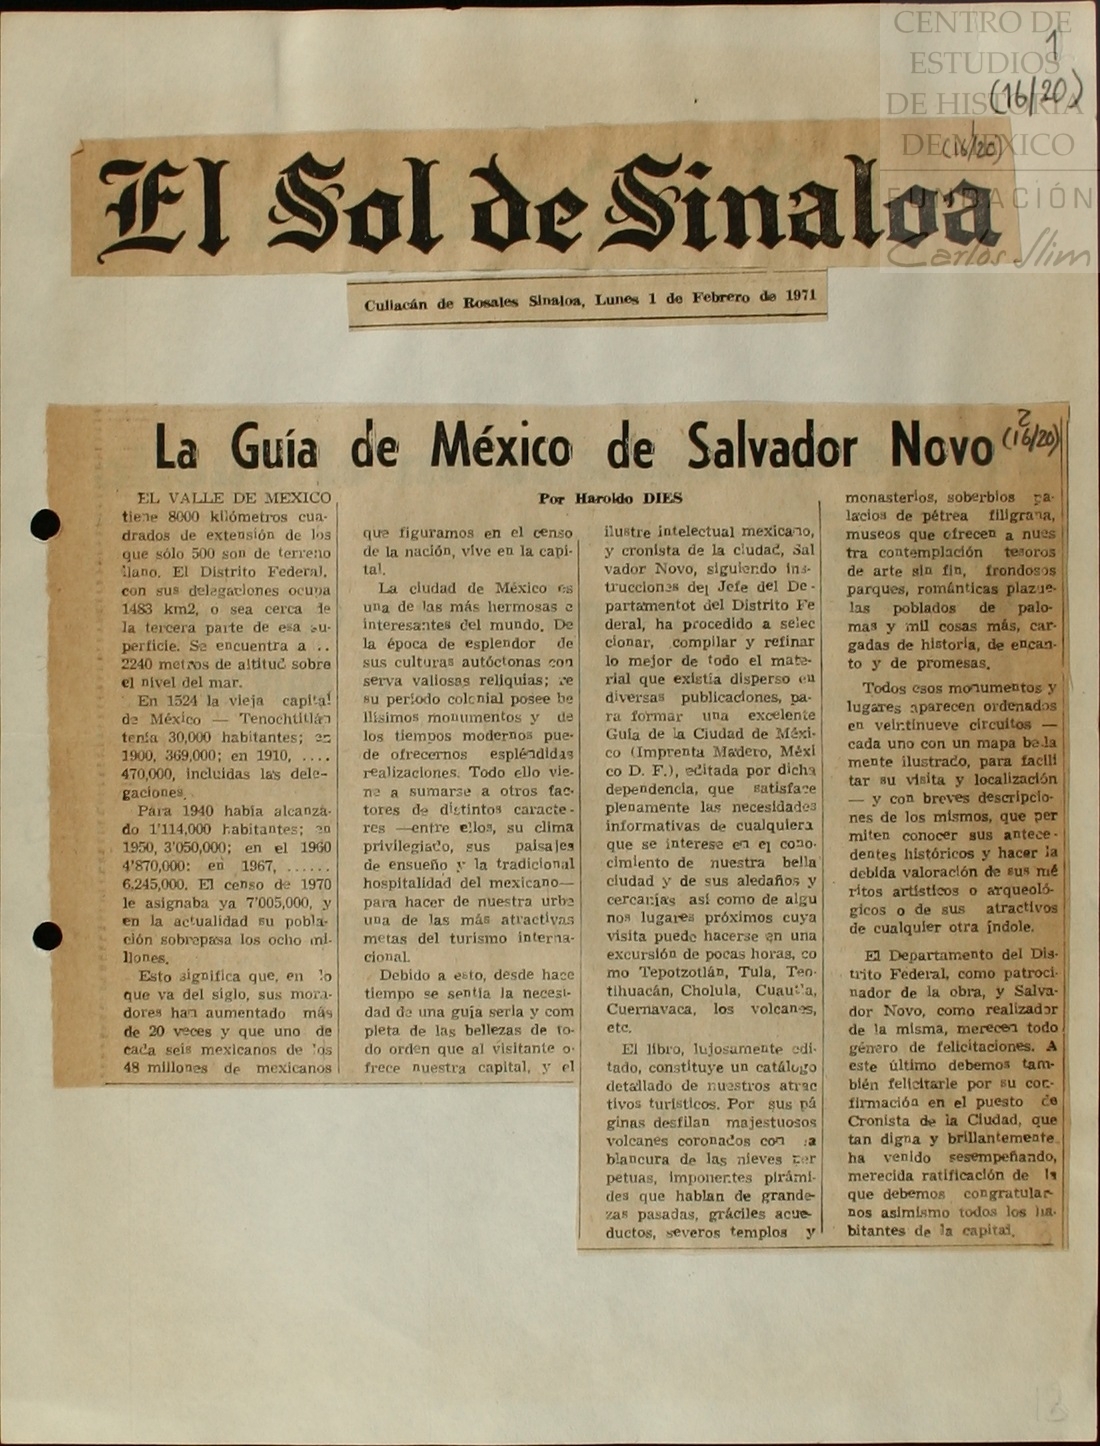 CENTRO DE
ESTUDIOS
DE HISTORIA
DE MEXICO
FUNDACIÓN
Carlos Slim
1
(16/20)
(16/20)
El Sol de Sinaloa
Culiacán de Rosales Sinaloa, Lunes 1 de Febrero de 1971
La Guía de México de Salvador Novo
2
(16/20)
Por Haroldo DIES
EL VALLE DE MEXICO
tiene 8000 kilómetros cua-
drados de extensión de los
que sólo 500 son de terreno
llano. El Distrito Federal,
con sus delegaciones ocupa
1483 km2, o sea cerca de
la tercera parte de esa su-
perficie. Se encuentra a ..
2240 metros de altitud sobre
el nivel del mar.
En 1524 la vieja capital
de México — Tenochtitlán
tenía 30,000 habitantes; en
1900, 369,000; en 1910, ....
470,000, incluidas las dele-
gaciones.
Para 1940 había alcanza-
do 1'114,000 habitantes; en
1950, 3'050,000; en el 1960
4'870,000; en 1967, ......
6,245,000. El censo de 1970
le asignaba ya 7'005,000, y
en la actualidad su pobla-
ción sobrepasa los ocho mi-
llones.
Esto significa que, en lo
que va del siglo, sus mora-
dores han aumentado más
de 20 veces y que uno de
cada seis mexicanos de los
48 millones de mexicanos
que figuramos en el censo
de la nación, vive en la capi-
tal.
La ciudad de México es
una de las más hermosas e
interesantes del mundo. De
la época de esplendor de
sus culturas autóctonas con
serva valiosas reliquias; de
su período colonial posee be
llísimos monumentos y de
los tiempos modernos pue-
de ofrecernos espléndidas
realizaciones. Todo ello vie-
ne a sumarse a otros fac-
tores de distintos caracte-
res —entre ellos, su clima
privilegiado, sus paisajes
de ensueño y la tradicional
hospitalidad del mexicano—
para hacer de nuestra urbe
una de las más atractivas
metas del turismo interna-
cional.
Debido a esto, desde hace
tiempo se sentía la necesi-
dad de una guía seria y com
pleta de las bellezas de to-
do orden que al visitante o-
frece nuestra capital, y el
ilustre intelectual mexicano,
y cronista de la ciudad, Sal
vador Novo, siguiendo ins-
trucciones del Jefe del De-
partamentot del Distrito Fe
deral, ha procedido a selec
cionar, compilar y refinar
lo mejor de todo el mate-
rial que existía disperso en
diversas publicaciones, pa-
ra formar una excelente
Guía de la Ciudad de Méxi-
co (Imprenta Madero, Méxi
co D. F.), editada por dicha
dependencia, que satisface
plenamente las necesidades
informativas de cualquiera
que se interese en el cono-
cimiento de nuestra bella
ciudad y de sus aledaños y
cercanías así como de algu
nos lugares próximos cuya
visita puede hacerse en una
excursión de pocas horas, co
mo Tepotzotlán, Tula, Teo-
tihuacán, Cholula, Cuautla,
Cuernavaca, los volcanes,
etc.
El libro, lujosamente edi-
tado, constituye un catálogo
detallado de nuestros atrac
tivos turísticos. Por sus pá
ginas desfilan majestuosos
volcanes coronados con la
blancura de las nieves per
petuas, imponentes pirámi-
des que hablan de grande-
zas pasadas, gráciles acue-
ductos, severos templos y
monasterios, soberbios pa-
lacios de pétrea filigrana,
museos que ofrecen a nues
tra contemplación tesoros
de arte sin fin, frondosos
parques, románticas plazue-
las poblados de palo-
mas y mil cosas más, car-
gadas de historia, de encan-
to y de promesas.
Todos esos monumentos y
lugares aparecen ordenados
en veintinueve circuitos —
cada uno con un mapa bella
mente ilustrado, para facili
tar su visita y localización
— y con breves descripcio-
nes de los mismos, que per
miten conocer sus antece-
dentes históricos y hacer la
debida valoración de sus mé
ritos artísticos o arqueoló-
gicos o de sus atractivos
de cualquier otra índole.
El Departamento del Dis-
trito Federal, como patroci-
nador de la obra, y Salva-
dor Novo, como realizador
de la misma, merecen todo
género de felicitaciones. A
este último debemos tam-
bién felicitarle por su con-
firmación en el puesto de
Cronista de la Ciudad, que
tan digna y brillantemente
ha venido sesempeñando,
merecida ratificación de la
que debemos congratular-
nos asimismo todos los ha-
bitantes de la capital.